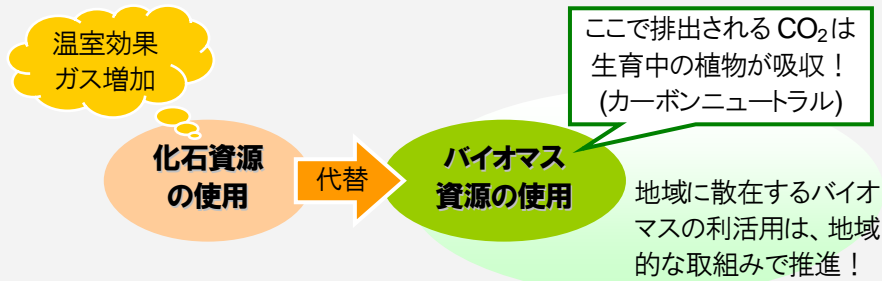 温室効果
ガス増加
化石資源
の使用
代替
バイオマス
資源の使用
ここで排出される CO₂は
生育中の植物が吸収！
(カーボンニュートラル)
地域に散在するバイオ
マスの利活用は、地域
的な取組みで推進！